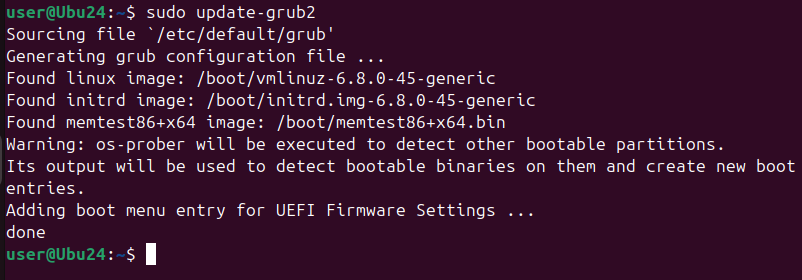 user@Ubu24:~$ sudo update-grub2
Sourcing file `/etc/default/grub'
Generating grub configuration file ...
Found linux image: /boot/vmlinuz-6.8.0-45-generic
Found initrd image: /boot/initrd.img-6.8.0-45-generic
Found memtest86+x64 image: /boot/memtest86+x64.bin
Warning: os-prober will be executed to detect other bootable partitions.
Its output will be used to detect bootable binaries on them and create new boot
entries.
Adding boot menu entry for UEFI Firmware Settings ...
done
user@Ubu24:~$